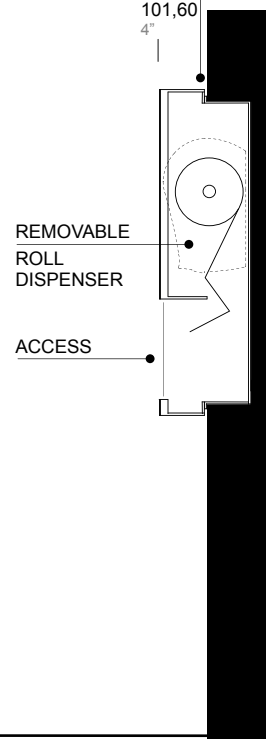 101,60
4"
REMOVABLE
ROLL
DISPENSER
ACCESS